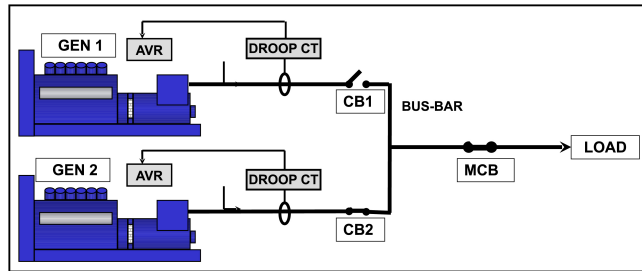 GEN 1
AVR
DROOP CT
CB1
BUS-BAR
GEN 2
AVR
DROOP CT
CB2
MCB
LOAD